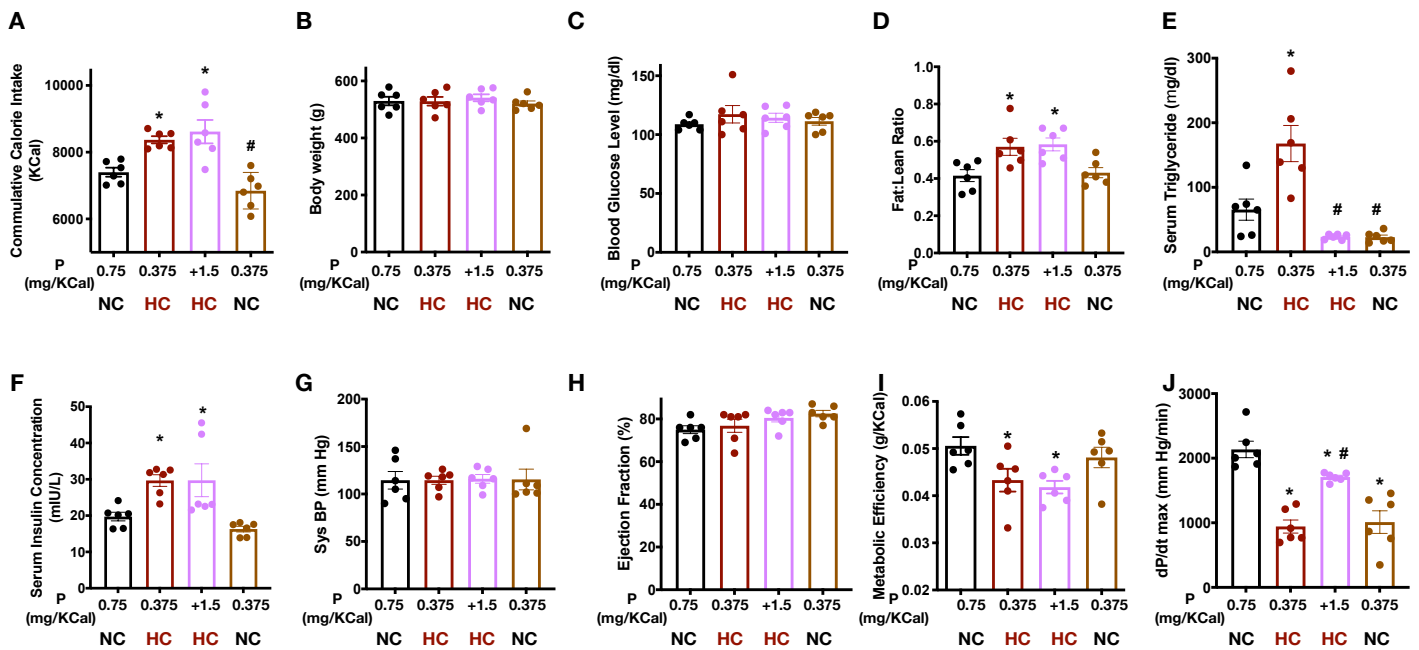 A
Commulative Calorie Intake
(KCal)
10000
8000
6000
*
*
#
P
(mg/KCal)
0.75 0.375 +1.5 0.375
NC HC HC NC
B
Body weight (g)
600
400
200
0
P
(mg/KCal)
0.75 0.375 +1.5 0.375
NC HC HC NC
C
Blood Glucose Level (mg/dl)
150
100
50
0
P
(mg/KCal)
0.75 0.375 +1.5 0.375
NC HC HC NC
D
Fat:Lean Ratio
1.0
0.8
0.6
0.4
0.2
0.0
*
*
P
(mg/KCal)
0.75 0.375 +1.5 0.375
NC HC HC NC
E
Serum Triglyceride (mg/dl)
300
200
100
0
*
#
#
P
(mg/KCal)
0.75 0.375 +1.5 0.375
NC HC HC NC
F
Serum Insulin Concentration
(mIU/L)
50
40
30
20
10
0
*
*
P
(mg/KCal)
0.75 0.375 +1.5 0.375
NC HC HC NC
G
Sys BP (mm Hg)
200
150
100
50
0
P
(mg/KCal)
0.75 0.375 +1.5 0.375
NC HC HC NC
H
Ejection Fraction (%)
80
60
40
20
0
P
(mg/KCal)
0.75 0.375 +1.5 0.375
NC HC HC NC
I
Metabolic Efficiency (g/KCal)
0.06
0.05
0.04
0.03
0.02
*
*
P
(mg/KCal)
0.75 0.375 +1.5 0.375
NC HC HC NC
J
dP/dt max (mm Hg/min)
3000
2000
1000
0
*
* #
*
P
(mg/KCal)
0.75 0.375 +1.5 0.375
NC HC HC NC